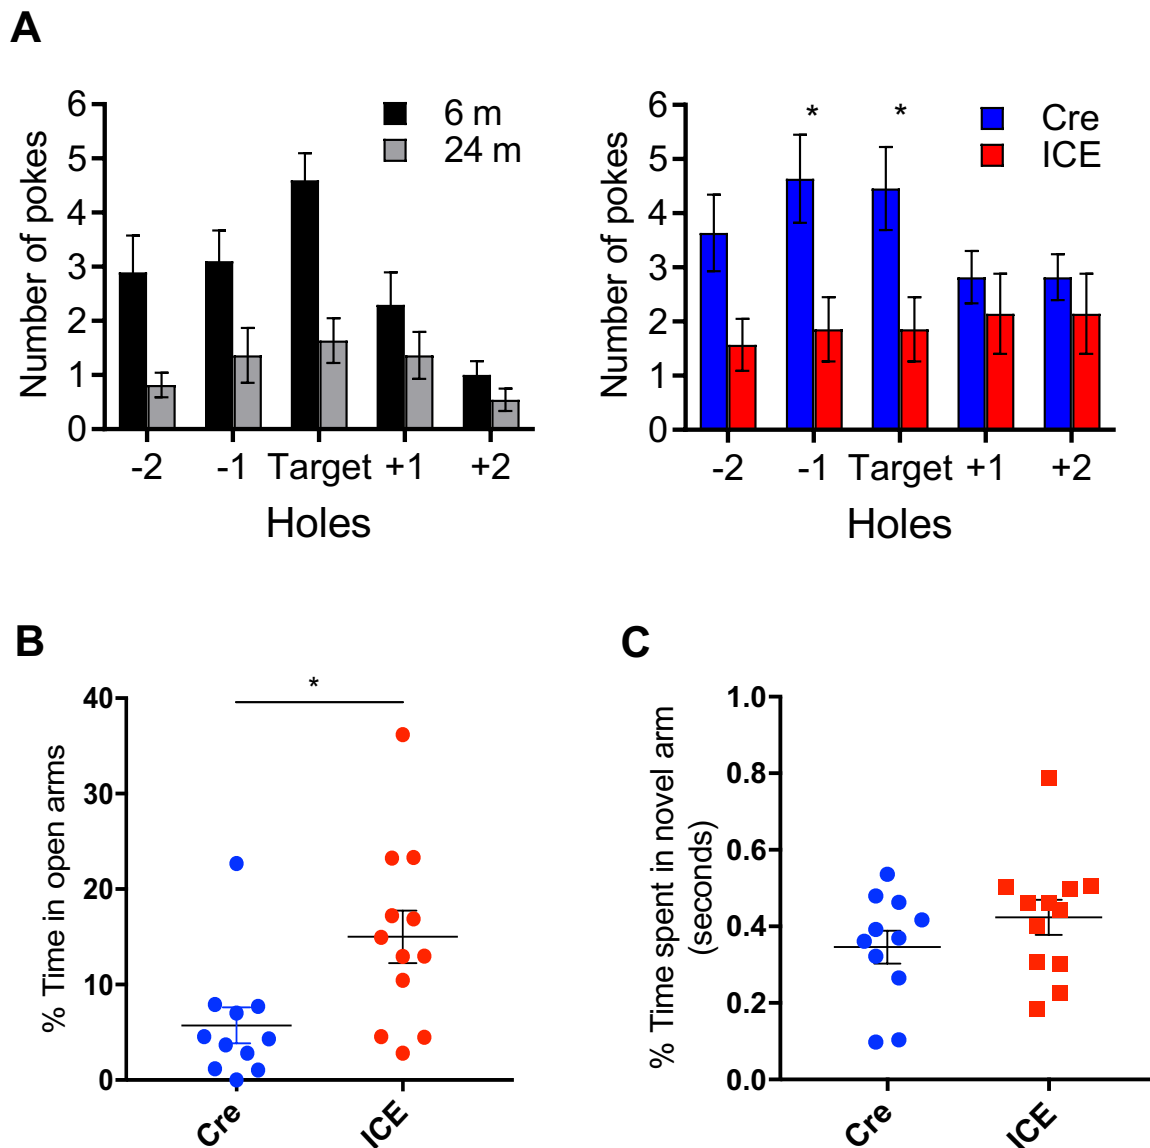 A
Number of pokes
6
5
4
3
2
1
0
6 m
24 m
-2 -1 Target +1 +2
Holes
Number of pokes
6
5
4
3
2
1
0
* *
Cre
ICE
-2 -1 Target +1 +2
Holes
B
% Time in open arms
40
30
20
10
0
*
Cre ICE
C
% Time spent in novel arm
(seconds)
1.0
0.8
0.6
0.4
0.2
0.0
Cre ICE